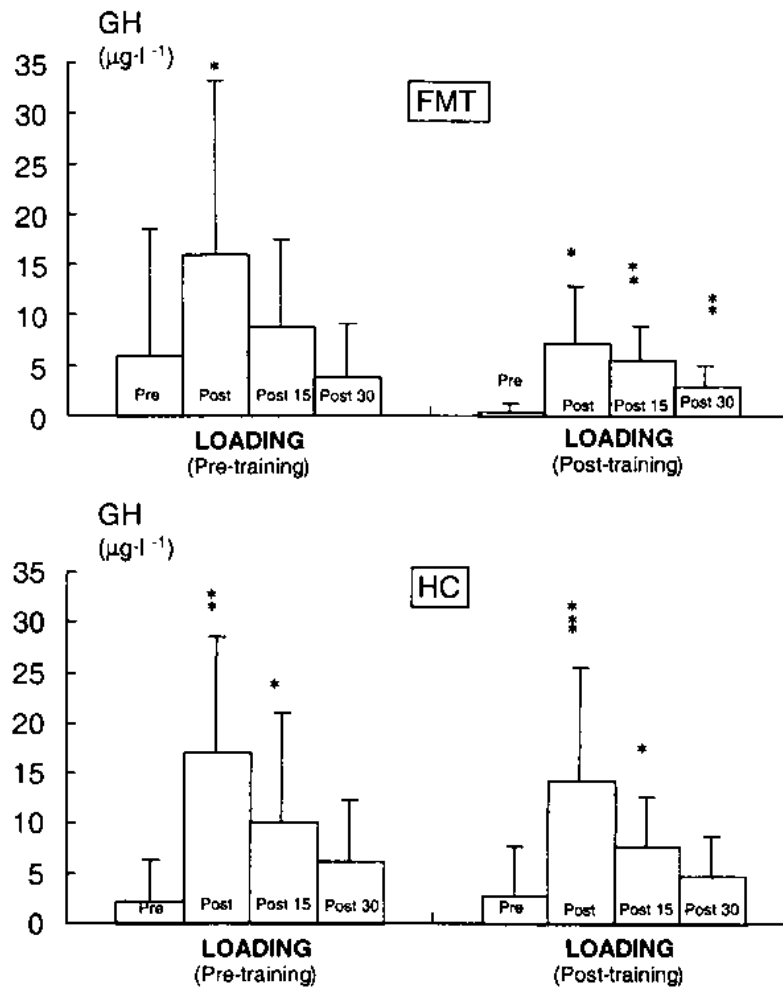 GH
(µg·l⁻¹)
FMT
35
30
25
20
15
10
5
0
*
*
**
**
Pre
Post
Post 15
Post 30
Pre
Post
Post 15
Post 30
LOADING
(Pre-training)
LOADING
(Post-training)
GH
(µg·l⁻¹)
HC
35
30
25
20
15
10
5
0
**
*
***
*
Pre
Post
Post 15
Post 30
Pre
Post
Post 15
Post 30
LOADING
(Pre-training)
LOADING
(Post-training)